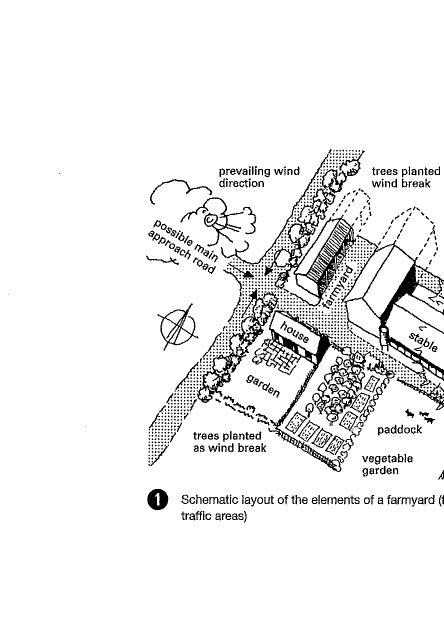 prevailing wind
direction
trees planted
wind break
possible main
approach road
farmyard
house
stable
garden
paddock
trees planted
as wind break
vegetable
garden
1 Schematic layout of the elements of a farmyard (
traffic areas)